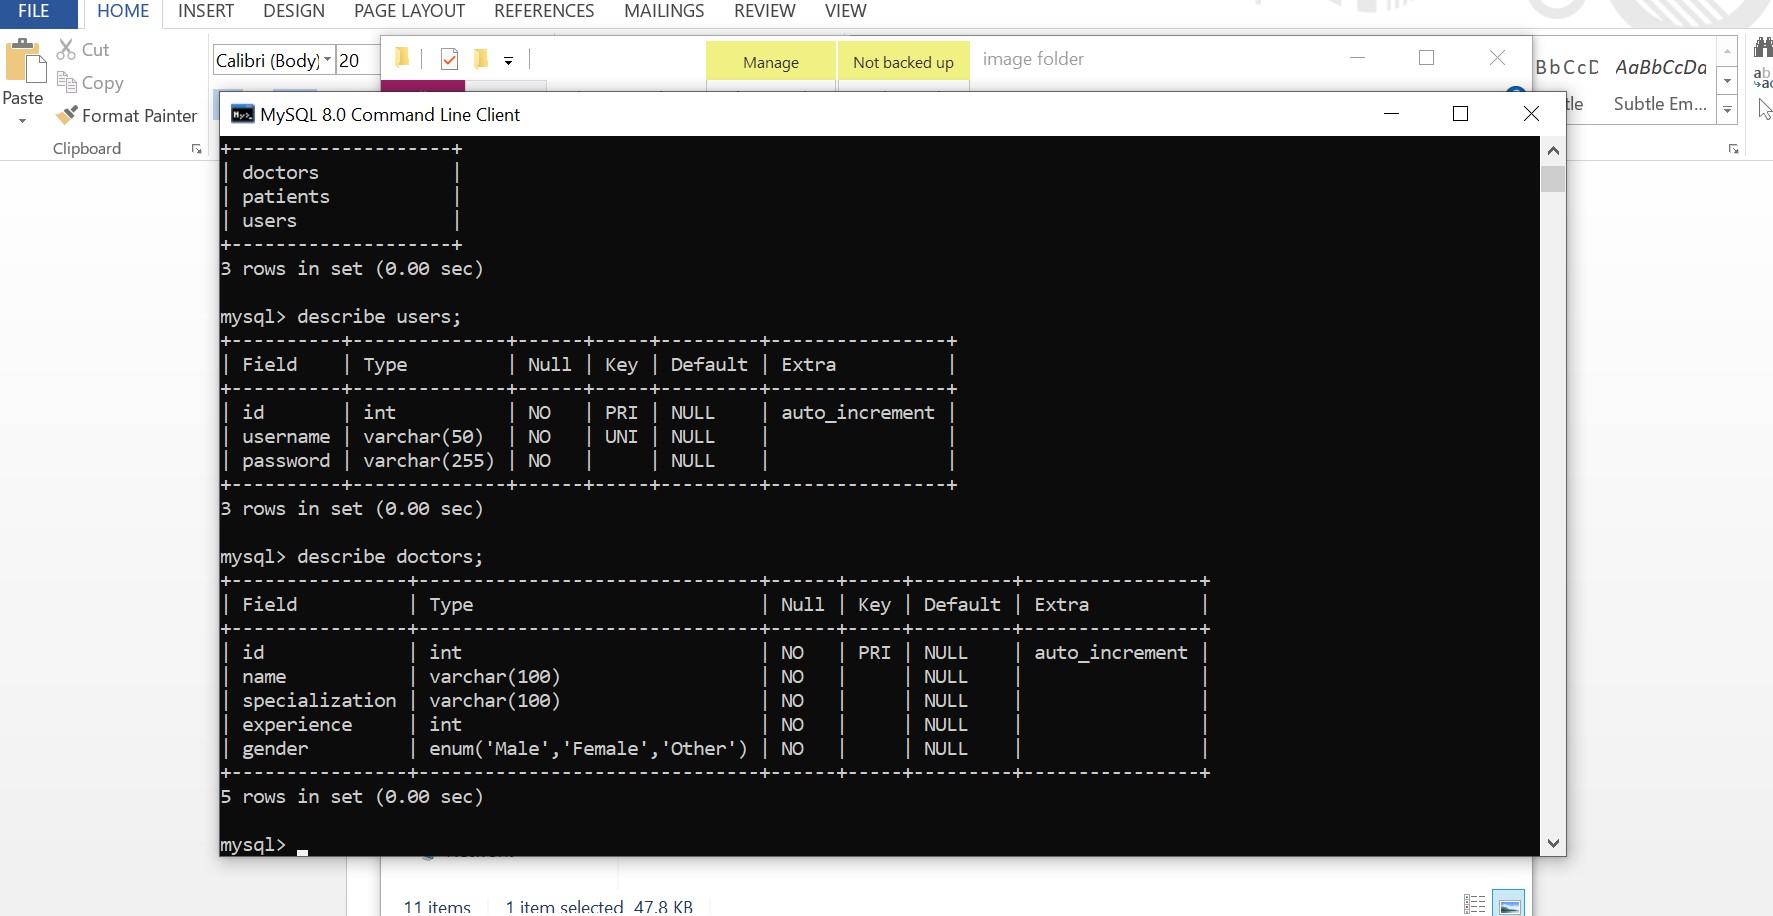 FILE HOME INSERT DESIGN PAGE LAYOUT REFERENCES MAILINGS REVIEW VIEW
Cut
Copy
Paste
Format Painter
Clipboard
Calibri (Body) 20
Manage Not backed up image folder
AaBbCcDd
Subtle Em...
MySQL 8.0 Command Line Client
+--------------------+
| doctors            |
| patients           |
| users              |
+--------------------+
3 rows in set (0.00 sec)
mysql> describe users;
+----------+--------------+------+-----+---------+----------------+
| Field    | Type         | Null | Key | Default | Extra          |
+----------+--------------+------+-----+---------+----------------+
| id       | int          | NO   | PRI | NULL    | auto_increment |
| username | varchar(50)  | NO   | UNI | NULL    |                |
| password | varchar(255) | NO   |     | NULL    |                |
+----------+--------------+------+-----+---------+----------------+
3 rows in set (0.00 sec)
mysql> describe doctors;
+----------------+-------------------------------+------+-----+---------+----------------+
| Field          | Type                          | Null | Key | Default | Extra          |
+----------------+-------------------------------+------+-----+---------+----------------+
| id             | int                           | NO   | PRI | NULL    | auto_increment |
| name           | varchar(100)                  | NO   |     | NULL    |                |
| specialization | varchar(100)                  | NO   |     | NULL    |                |
| experience     | int                           | NO   |     | NULL    |                |
| gender         | enum('Male','Female','Other') | NO   |     | NULL    |                |
+----------------+-------------------------------+------+-----+---------+----------------+
5 rows in set (0.00 sec)
mysql>
11 items 1 item selected 47.8 KB